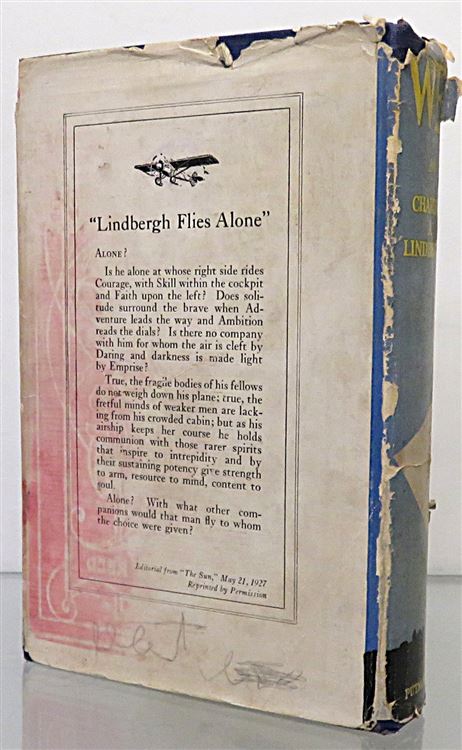 "Lindbergh Flies Alone"
ALONE?
Is he alone at whose right side rides
Courage, with Skill within the cockpit
and Faith upon the left? Does soli-
tude surround the brave when Ad-
venture leads the way and Ambition
reads the dials? Is there no company
with him for whom the air is cleft by
Daring and darkness is made light
by Emprise?
True, the fragile bodies of his fellows
do not weigh down his plane; true, the
fretful minds of weaker men are lack-
ing from his crowded cabin; but as his
airship keeps her course he holds
communion with those rarer spirits
that inspire to intrepidity and by
their sustaining potency give strength
to arm, resource to mind, content to
soul.
Alone? With what other com-
panions would that man fly to whom
the choice were given?
Editorial from "The Sun," May 21, 1927
Reprinted by Permission
W
CHAR
A
LINDB
PUTN